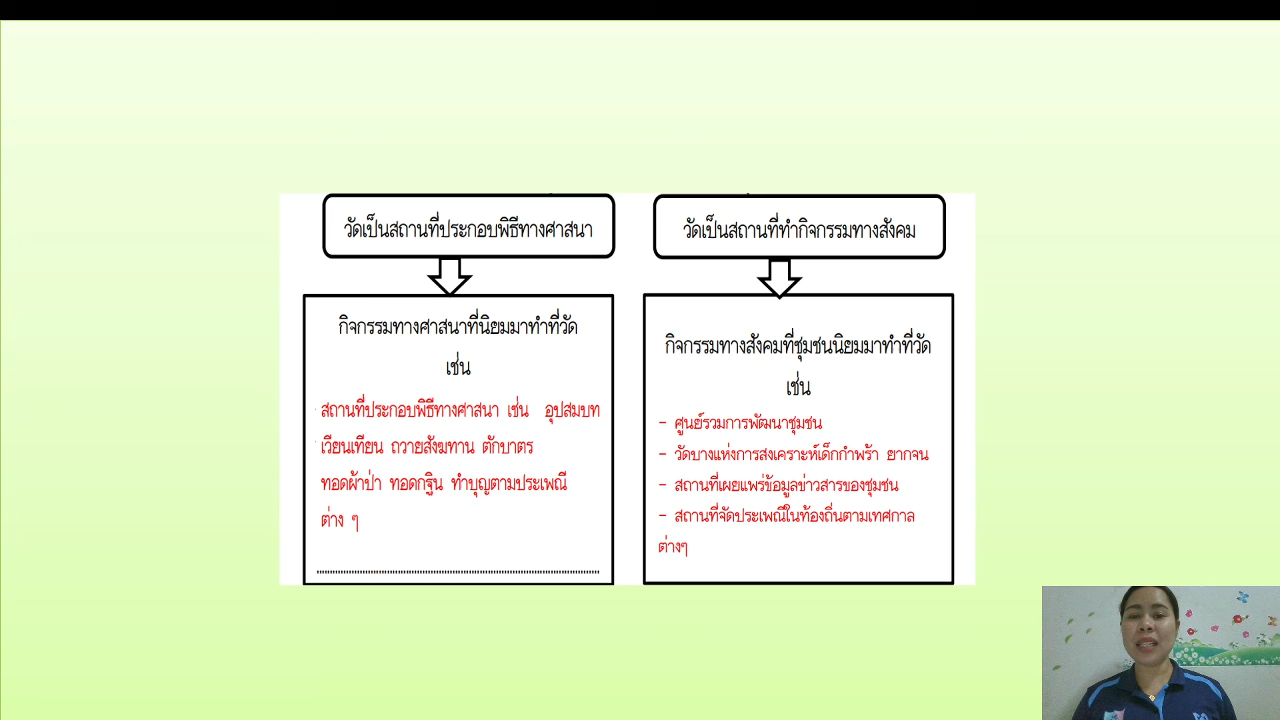 วัดเป็นสถานที่ประกอบพิธีทางศาสนา
กิจกรรมทางศาสนาที่นิยมมาทำที่วัด
เช่น
สถานที่ประกอบพิธีทางศาสนา เช่น อุปสมบท
เวียนเทียน ถวายสังฆทาน ตักบาตร
ทอดผ้าป่า ทอดกฐิน ทำบุญตามประเพณี
ต่าง ๆ
วัดเป็นสถานที่ทำกิจกรรมทางสังคม
กิจกรรมทางสังคมที่ชุมชนนิยมมาทำที่วัด
เช่น
- ศูนย์รวมการพัฒนาชุมชน
- วัดบางแห่งการสงเคราะห์เด็กกำพร้า ยากจน
- สถานที่เผยแพร่ข้อมูลข่าวสารของชุมชน
- สถานที่จัดประเพณีในท้องถิ่นตามเทศกาล
ต่างๆ